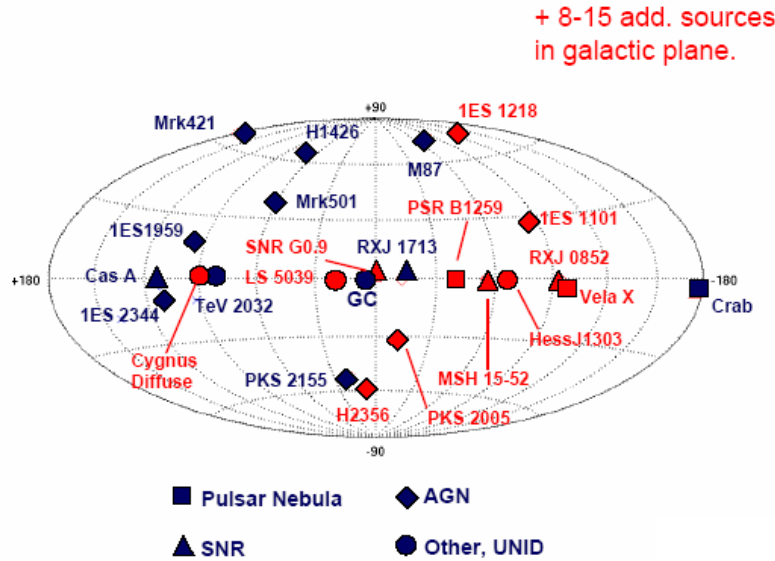 + 8-15 add. sources
in galactic plane.
+90
1ES 1218
Mrk421
H1426
M87
Mrk501
PSR B1259
1ES 1101
1ES1959
SNR G0.9
RXJ 1713
RXJ 0852
+180
Cas A
LS 5039
-180
GC
Vela X
Crab
1ES 2344
TeV 2032
HessJ1303
Cygnus
Diffuse
PKS 2155
MSH 15-52
H2356
PKS 2005
-90
Pulsar Nebula
AGN
SNR
Other, UNID